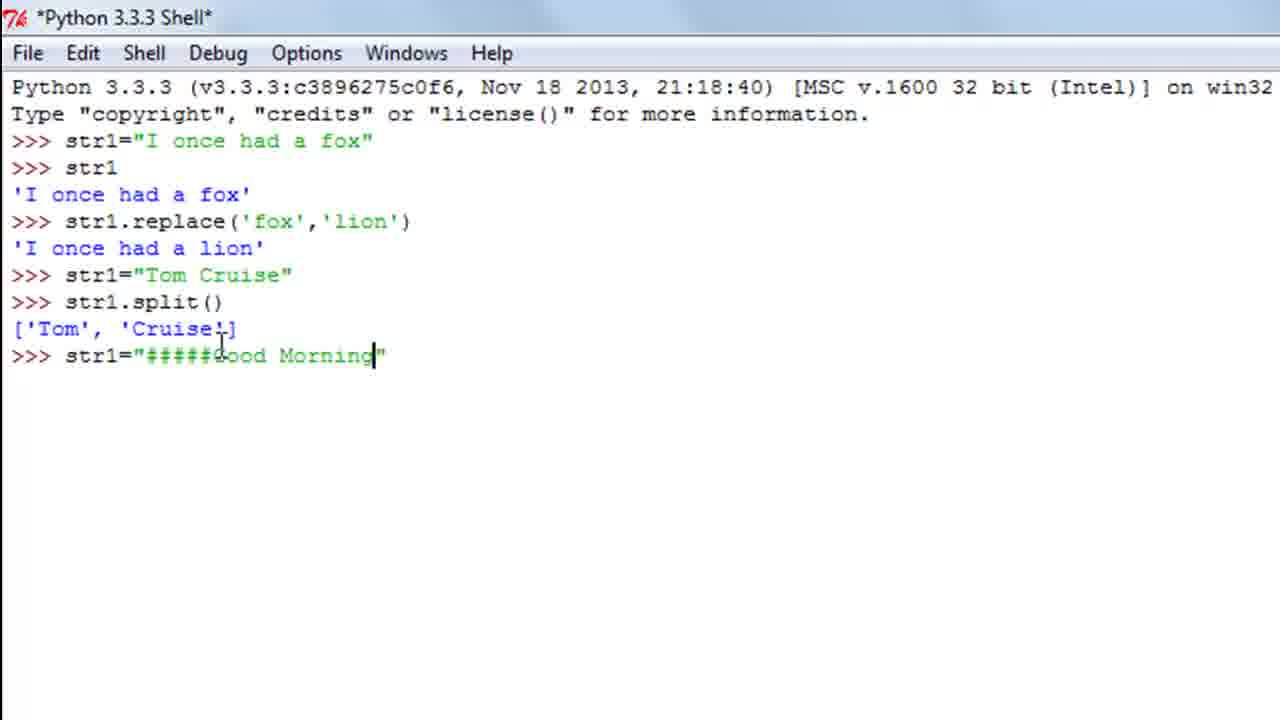 *Python 3.3.3 Shell*
File Edit Shell Debug Options Windows Help
Python 3.3.3 (v3.3.3:c3896275c0f6, Nov 18 2013, 21:18:40) [MSC v.1600 32 bit (Intel)] on win32
Type "copyright", "credits" or "license()" for more information.
>>> str1="I once had a fox"
>>> str1
'I once had a fox'
>>> str1.replace('fox','lion')
'I once had a lion'
>>> str1="Tom Cruise"
>>> str1.split()
['Tom', 'Cruise']
>>> str1="#####Good Morning"